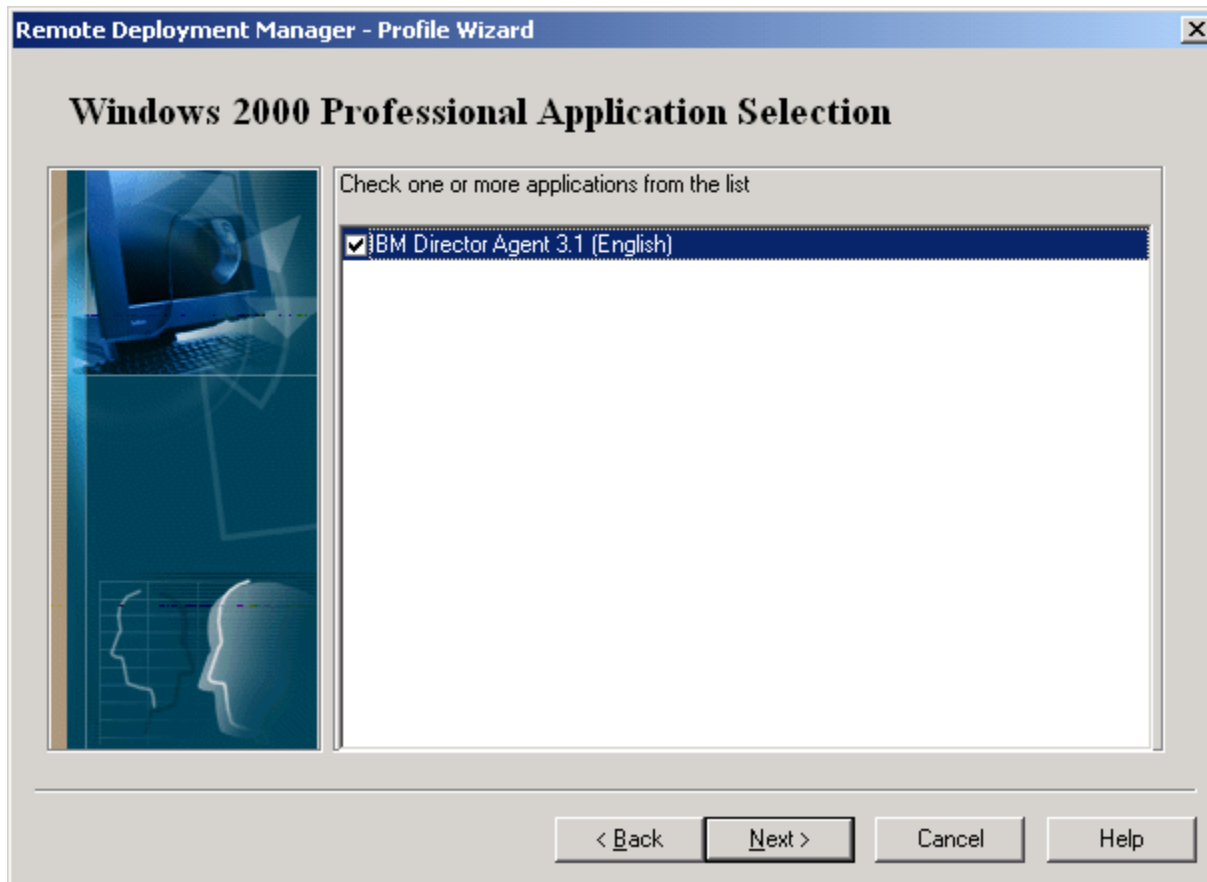 Remote Deployment Manager - Profile Wizard
Windows 2000 Professional Application Selection
Check one or more applications from the list
IBM Director Agent 3.1 (English)
< Back
Next >
Cancel
Help